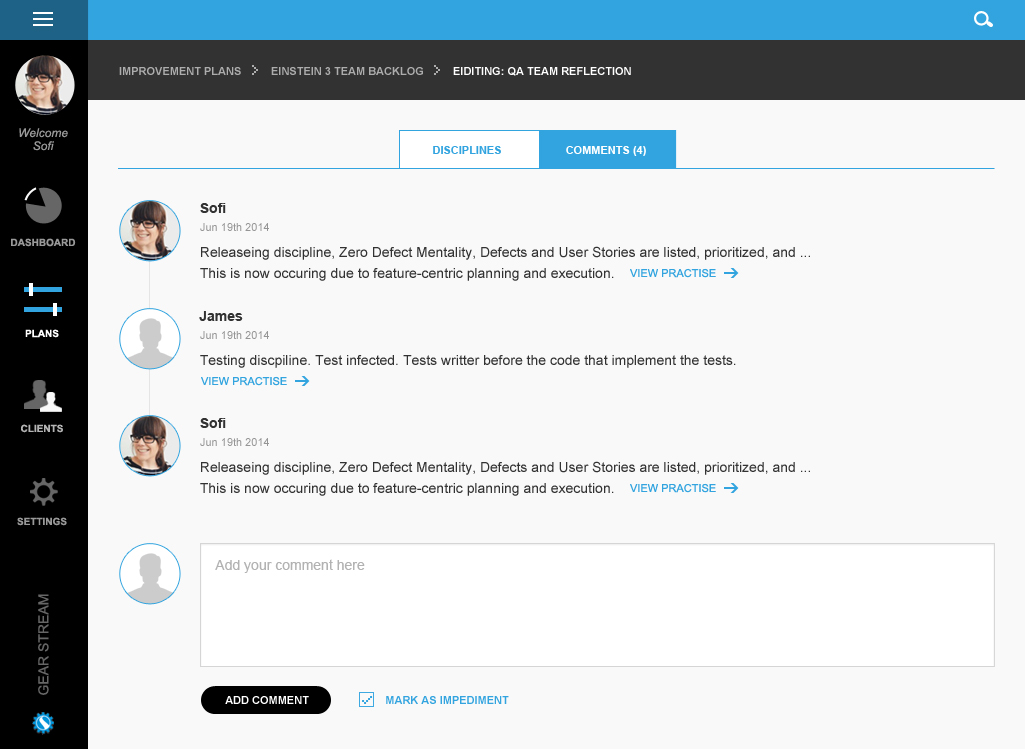 IMPROVEMENT PLANS
EINSTEIN 3 TEAM BACKLOG
EIDITING: QA TEAM REFLECTION
Welcome
Sofi
DASHBOARD
PLANS
CLIENTS
SETTINGS
GEAR STREAM
DISCIPLINES
COMMENTS (4)
Sofi
Jun 19th 2014
Releaseing discipline, Zero Defect Mentality, Defects and User Stories are listed, prioritized, and ...
This is now occuring due to feature-centric planning and execution. VIEW PRACTISE
James
Jun 19th 2014
Testing discpiline. Test infected. Tests writter before the code that implement the tests.
VIEW PRACTISE
Sofi
Jun 19th 2014
Releaseing discipline, Zero Defect Mentality, Defects and User Stories are listed, prioritized, and ...
This is now occuring due to feature-centric planning and execution. VIEW PRACTISE
Add your comment here
ADD COMMENT
MARK AS IMPEDIMENT